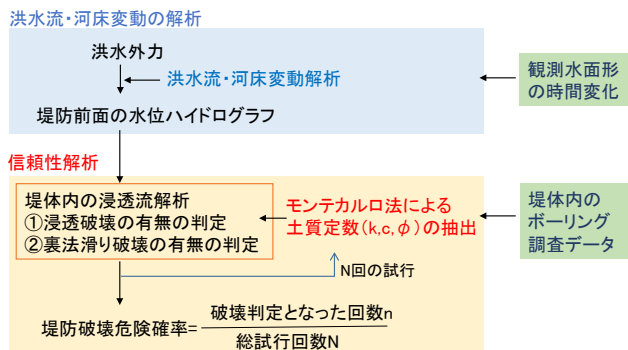 洪水流・河床変動の解析
洪水外力
洪水流・河床変動解析
堤防前面の水位ハイドログラフ
観測水面形
の時間変化
信頼性解析
堤体内の浸透流解析
①浸透破壊の有無の判定
②裏法滑り破壊の有無の判定
モンテカルロ法による
土質定数(k,c,φ)の抽出
堤体内の
ボーリング
調査データ
N回の試行
堤防破壊危険確率=
破壊判定となった回数n
総試行回数N